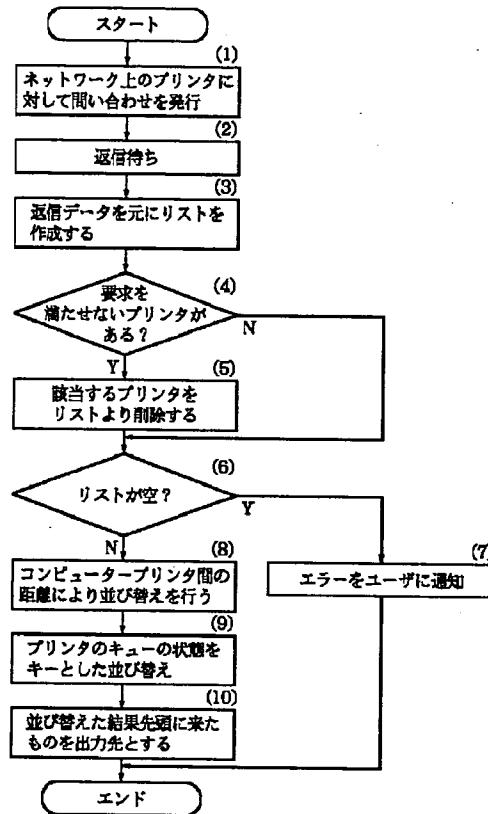 スタート
(1)
ネットワーク上のプリンタに
対して問い合わせを発行
(2)
返信待ち
(3)
返信データを元にリストを
作成する
(4)
要求を
満たせないプリンタが
ある?
N
Y
(5)
該当するプリンタを
リストより削除する
(6)
リストが空?
Y
N
(7)
エラーをユーザに通知
(8)
コンピュータープリンタ間の
距離により並び替えを行う
(9)
プリンタのキューの状態を
キーとした並び替え
(10)
並び替えた結果先頭に来た
ものを出力先とする
エンド